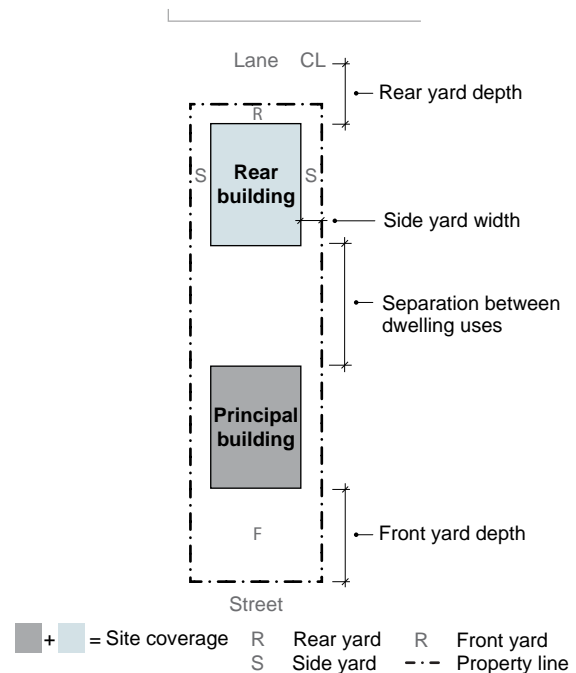 Lane CL
Rear yard depth
R
S
Rear
building
S
Side yard width
Separation between
dwelling uses
Principal
building
F
Front yard depth
Street
+ = Site coverage R Rear yard R Front yard
S Side yard Property line